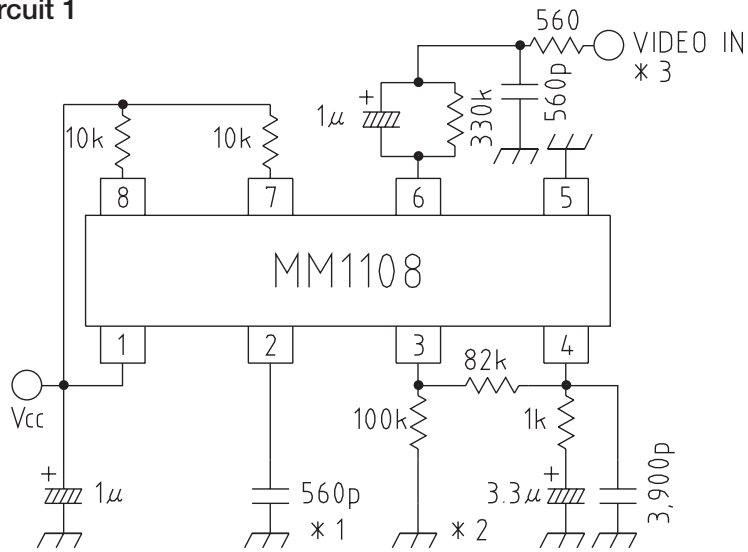 rcuit 1
560
VIDEO IN
* 3
560p
+
1μ
330k
10k
10k
8
7
6
5
MM1108
1
2
3
4
82k
Vcc
100k
1k
+
1μ
560p
* 1
* 2
+
3.3μ
3,900p